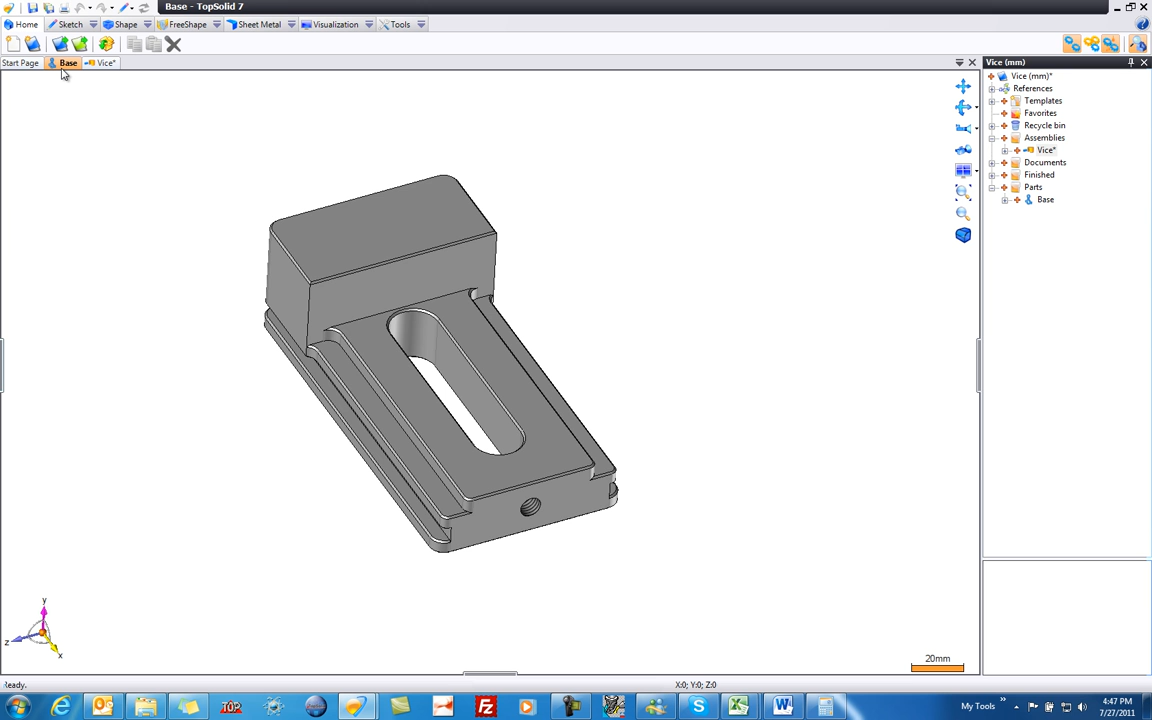 Base - TopSolid 7
Home Sketch Shape FreeShape Sheet Metal Visualization Tools
Start Page Base Vice*
Vice (mm)
Vice (mm)*
References
Templates
Favorites
Recycle bin
Assemblies
Vice*
Documents
Finished
Parts
Base
y
z
x
20mm
Ready.
X:0; Y:0; Z:0
TOP
My Tools
4:47 PM
7/27/2011